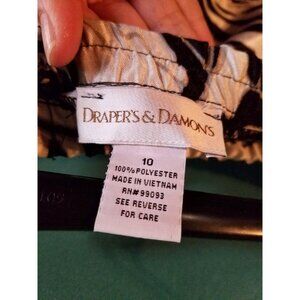 DRAPER'S & DAMON'S
10
100% POLYESTER
MADE IN VIETNAM
RN# 99093
SEE REVERSE
FOR CARE